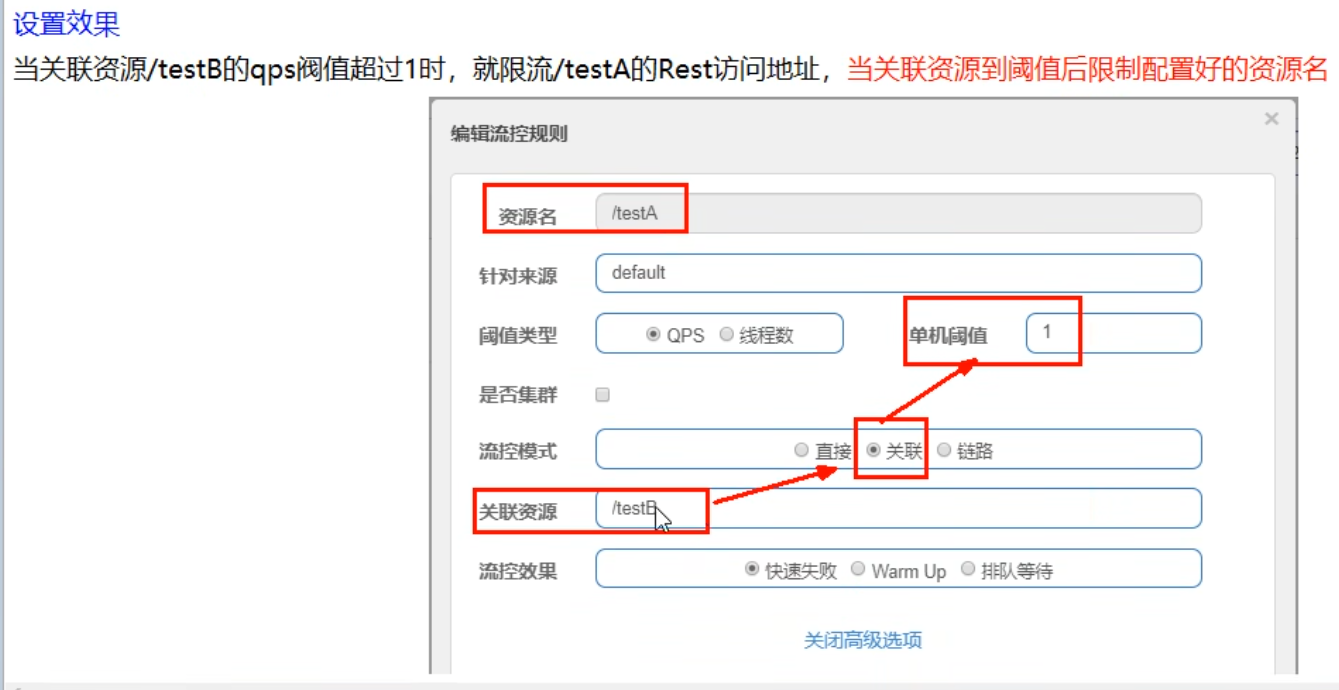 设置效果
当关联资源/testB的qps阀值超过1时，就限流/testA的Rest访问地址，当关联资源到阈值后限制配置好的资源名
编辑流控规则 ×
资源名 /testA
针对来源 default
阈值类型 QPS 线程数 单机阈值 1
是否集群
流控模式 直接 关联 链路
关联资源 /testB
流控效果 快速失败 Warm Up 排队等待
关闭高级选项